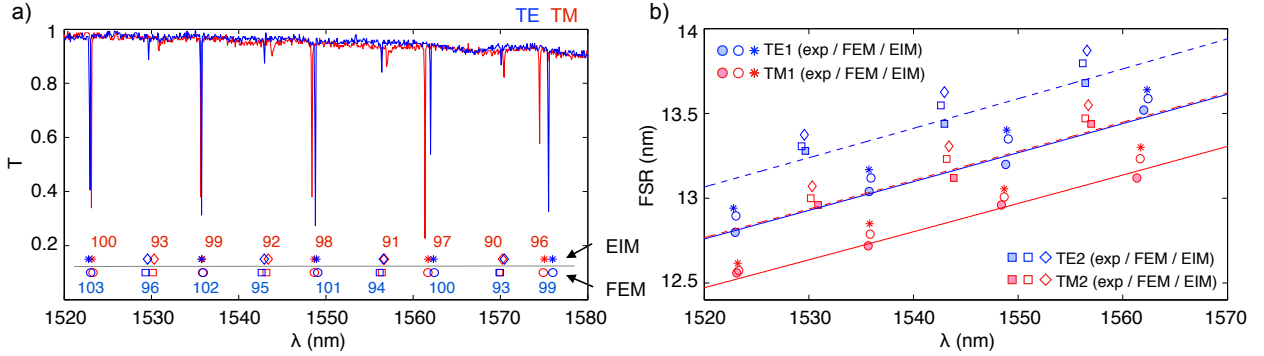 a)
TE TM
1
0.8
0.6
0.4
0.2
T
100 93 99 92 98 91 97 90 96
EIM
FEM
103 96 102 95 101 94 100 93 99
1520 1530 1540 1550 1560 1570 1580
λ (nm)
b)
14
13.5
13
12.5
FSR (nm)
TE1 (exp / FEM / EIM)
TM1 (exp / FEM / EIM)
TE2 (exp / FEM / EIM)
TM2 (exp / FEM / EIM)
1520 1530 1540 1550 1560 1570
λ (nm)